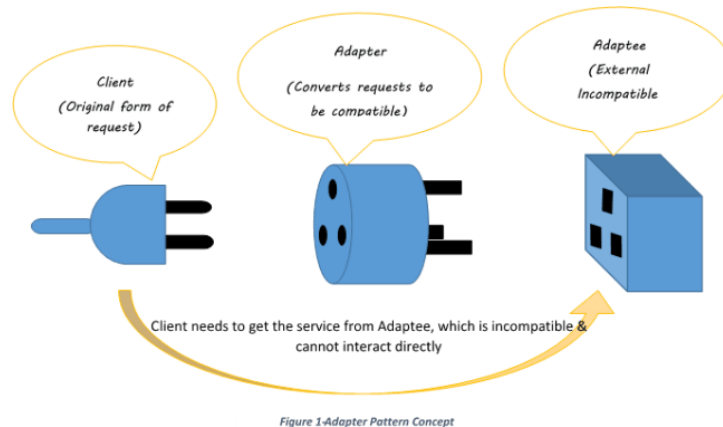 Client
(Original form of
request)
Adapter
(Converts requests to
be compatible)
Adaptee
(External
Incompatible
Client needs to get the service from Adaptee, which is incompatible &
cannot interact directly
Figure 1-Adapter Pattern Concept